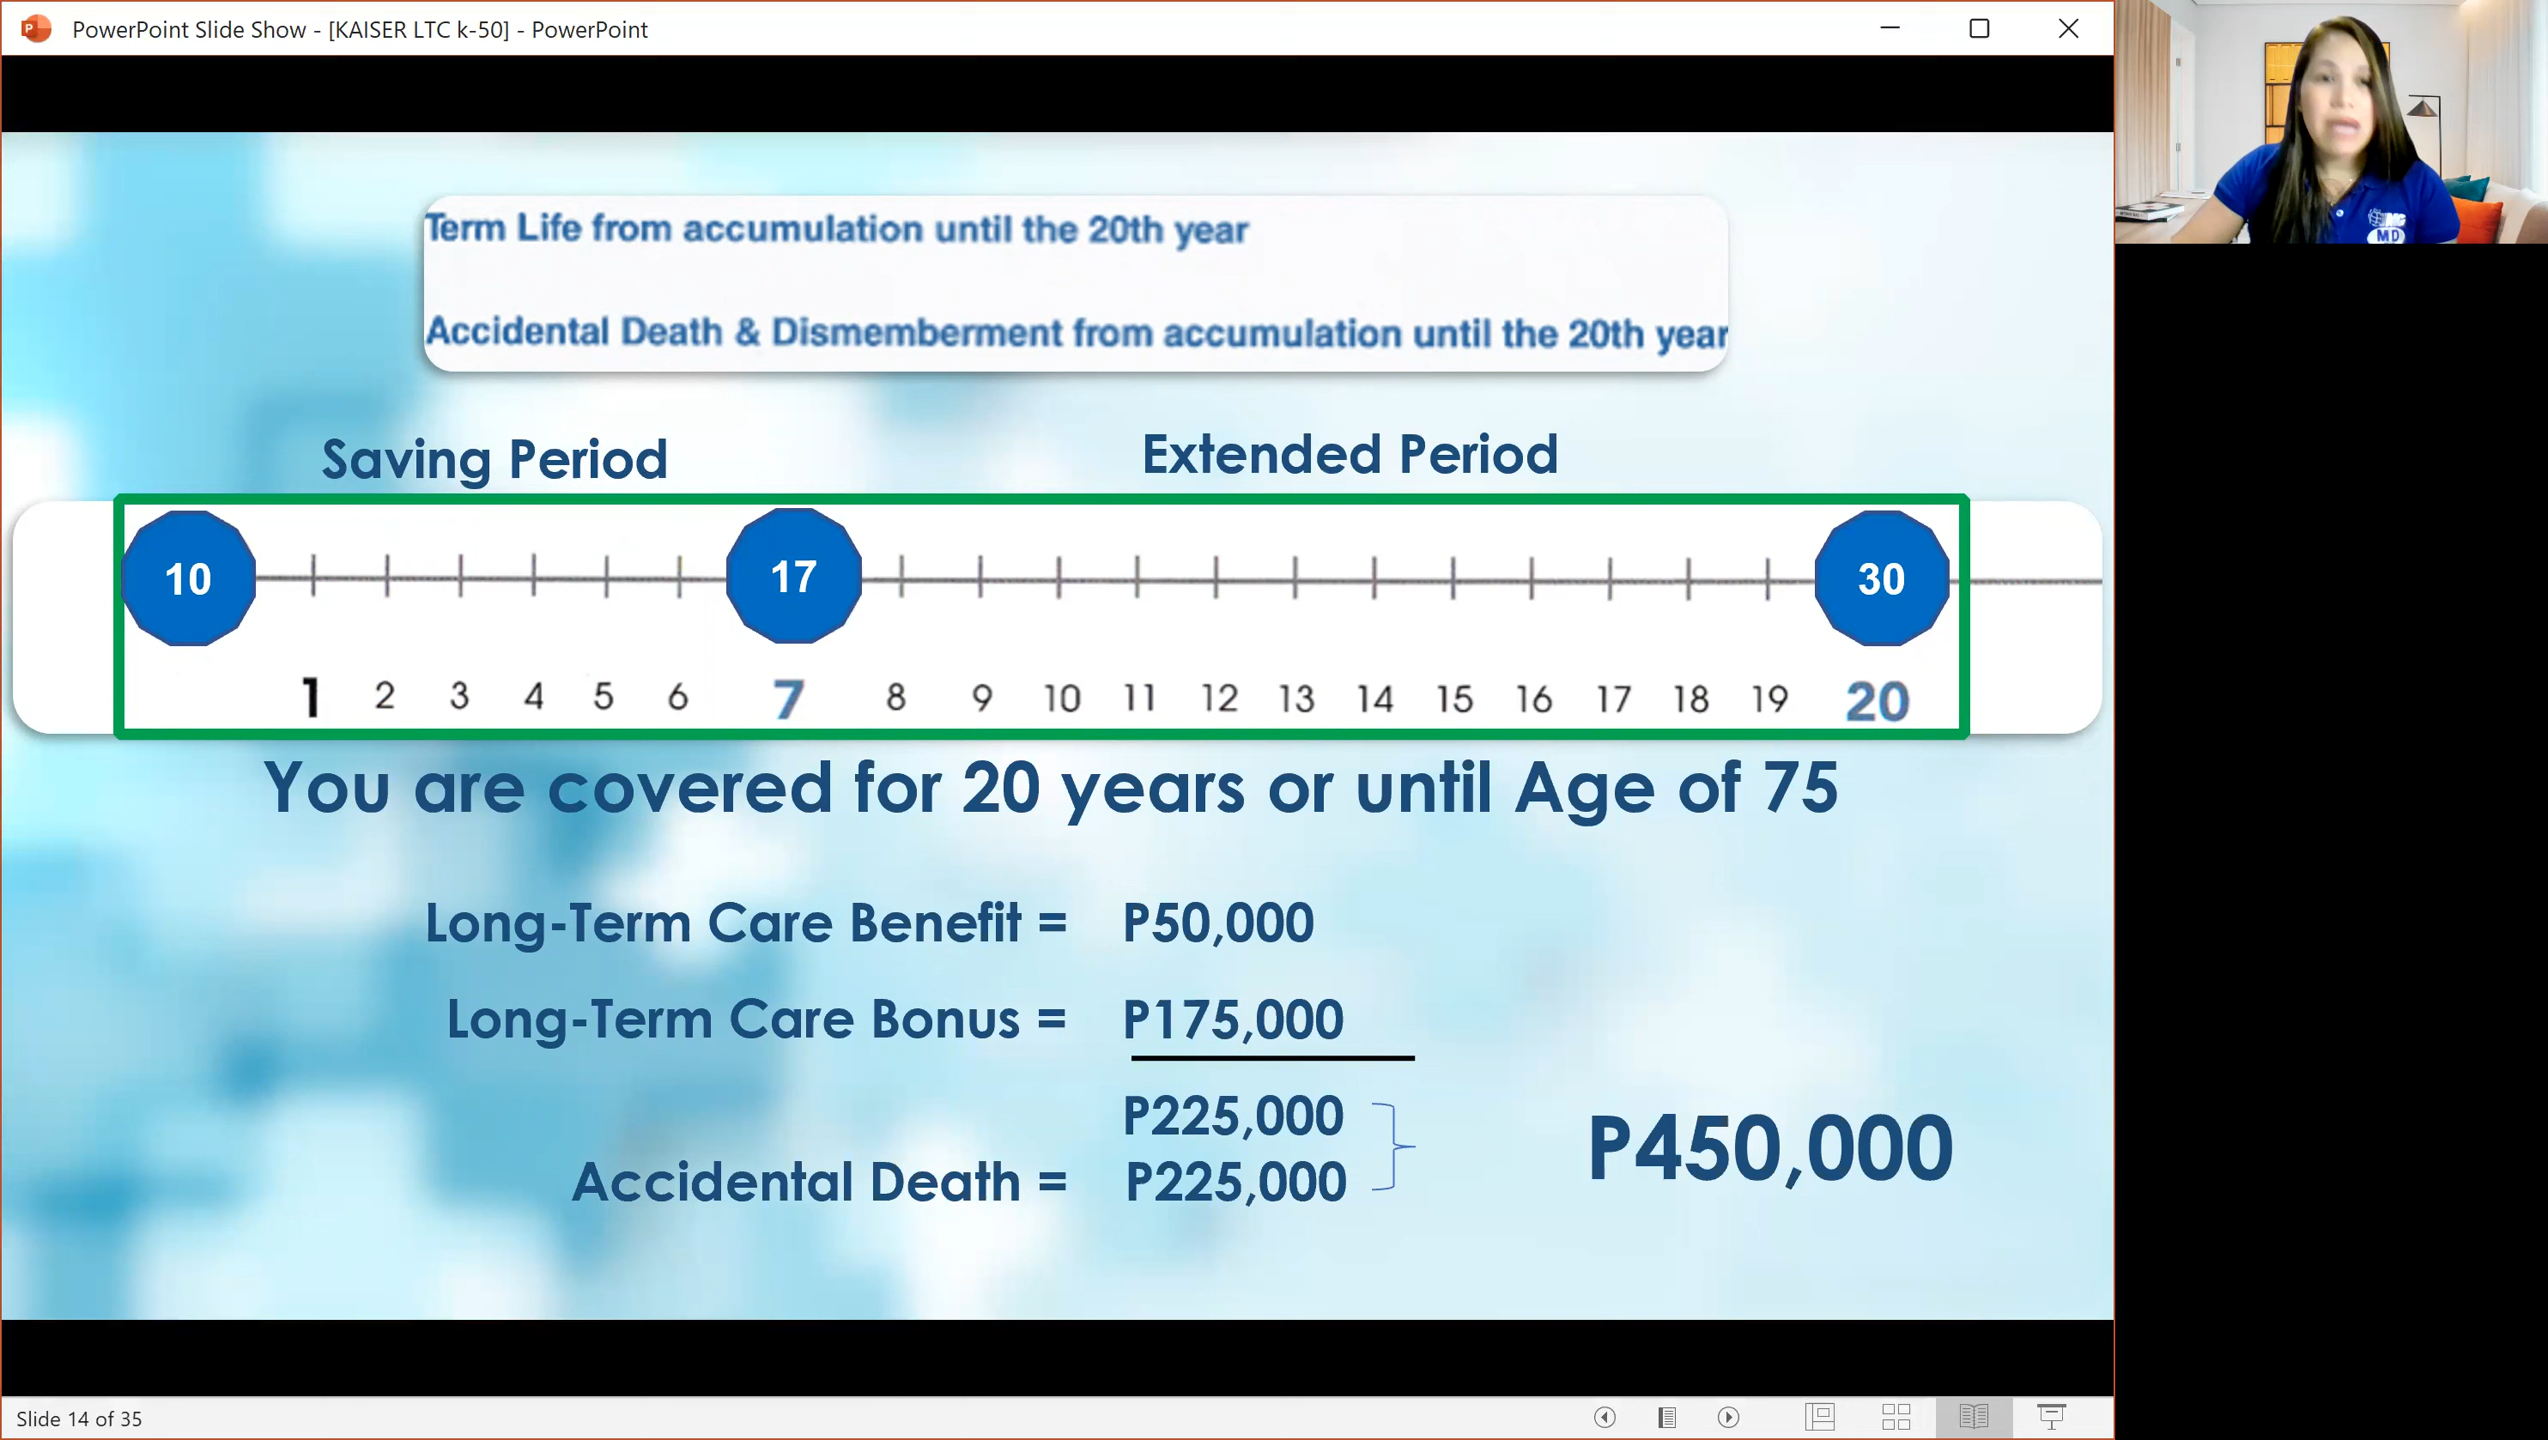 PowerPoint Slide Show - [KAISER LTC k-50] - PowerPoint
Term Life from accumulation until the 20th year
Accidental Death & Dismemberment from accumulation until the 20th year
Saving Period
Extended Period
10 17 30
1 2 3 4 5 6 7 8 9 10 11 12 13 14 15 16 17 18 19 20
You are covered for 20 years or until Age of 75
Long-Term Care Benefit = P50,000
Long-Term Care Bonus = P175,000
P225,000
Accidental Death = P225,000
P450,000
Slide 14 of 35
IMG
MD